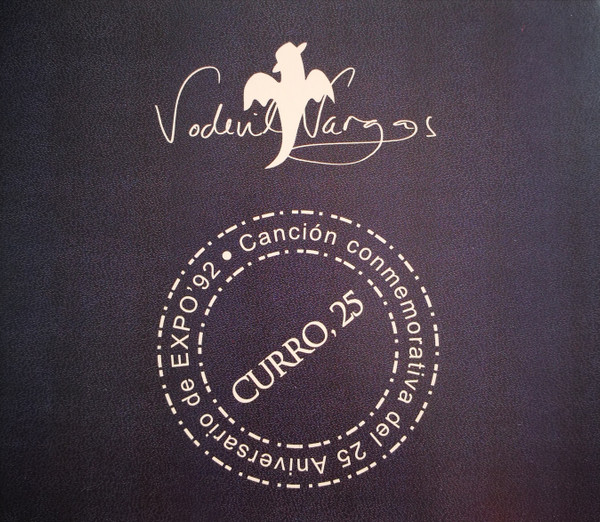 Vodevil Vargas
Canción conmemorativa del 25 Aniversario de EXPO'92 •
CURRO, 25